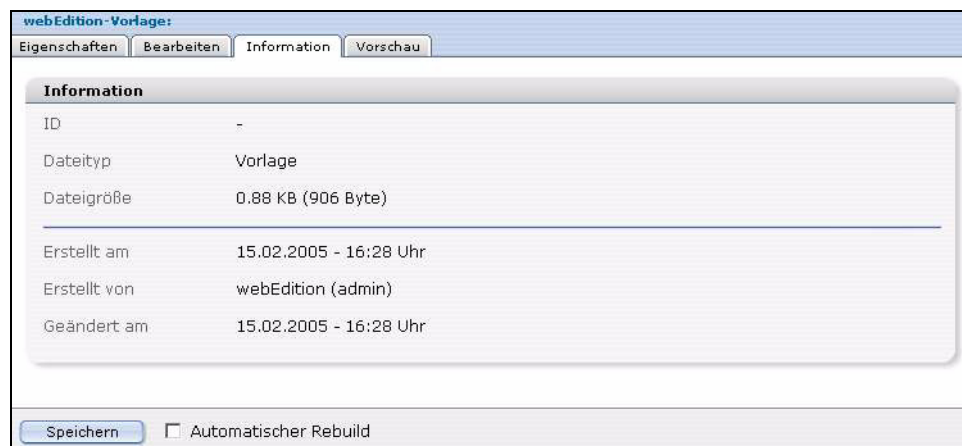 webEdition-Vorlage:
Eigenschaften Bearbeiten Information Vorschau
Information
ID -
Dateityp Vorlage
Dateigröße 0.88 KB (906 Byte)
Erstellt am 15.02.2005 - 16:28 Uhr
Erstellt von webEdition (admin)
Geändert am 15.02.2005 - 16:28 Uhr
Speichern Automatischer Rebuild